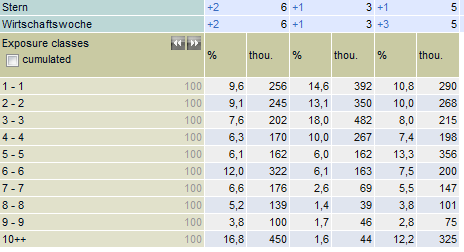 Stern +2 6 +1 3 +1 5
Wirtschaftswoche +2 6 +1 3 +3 5
Exposure classes % thou. % thou. % thou.
cumulated
1 - 1 100 9,6 256 14,6 392 10,8 290
2 - 2 100 9,1 245 13,1 350 10,0 268
3 - 3 100 7,6 202 18,0 482 8,0 215
4 - 4 100 6,3 170 10,0 267 7,4 198
5 - 5 100 6,1 162 6,0 162 13,3 356
6 - 6 100 12,0 322 6,1 163 7,5 200
7 - 7 100 6,6 176 2,6 69 5,5 147
8 - 8 100 5,2 139 1,4 39 3,8 101
9 - 9 100 3,8 100 1,7 46 2,8 75
10++ 100 16,8 450 1,6 44 12,2 325